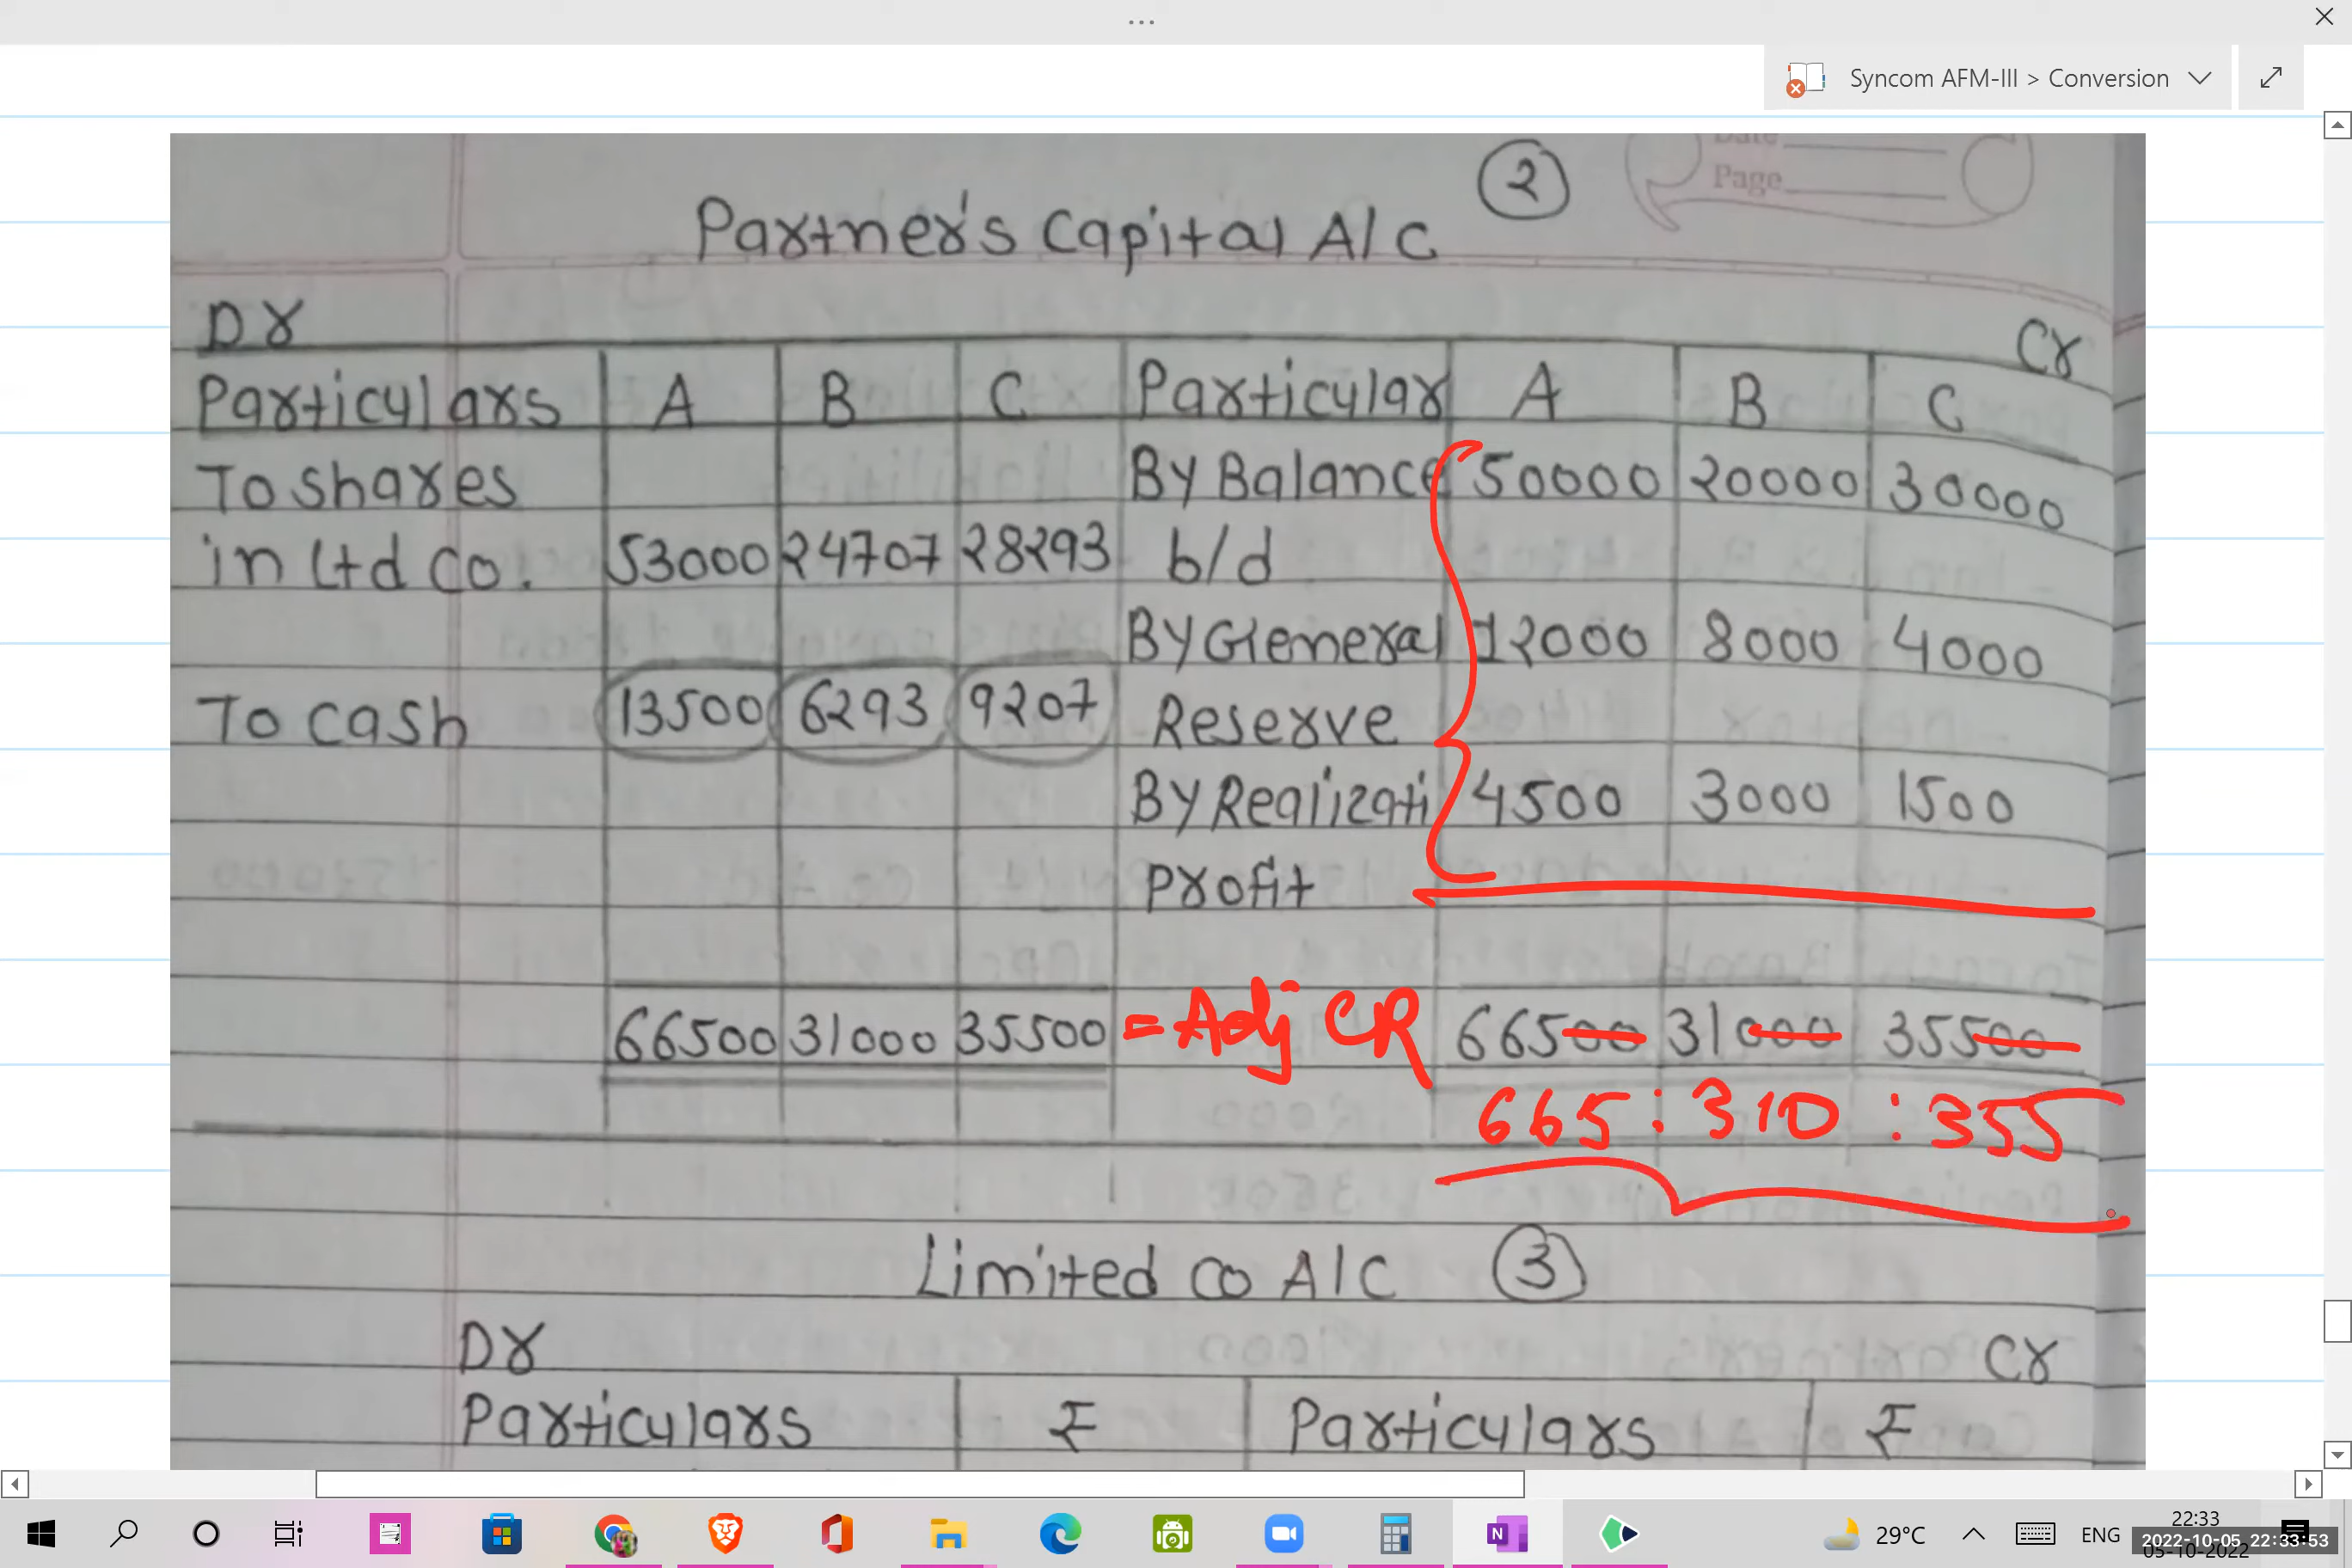 ...
Syncom AFM-III > Conversion
Date
Page
2
Partner's Capital A/C
Dr
Cr
Particulars A B C Particular A B C
To shares By Balance 50000 20000 30000
in Ltd Co. 53000 24707 28293 b/d
By General 12000 8000 4000
To cash 13500 6293 9207 Reserve
By Realizati 4500 3000 1500
profit
66500 31000 35500 = Adj CR 66500 31000 35500
665 : 310 : 355
Limited Co A/C 3
Dr Cr
Particulars ₹ Particulars ₹
29°C ENG 22:33
2022-10-05, 22:33:53
05-10-2022